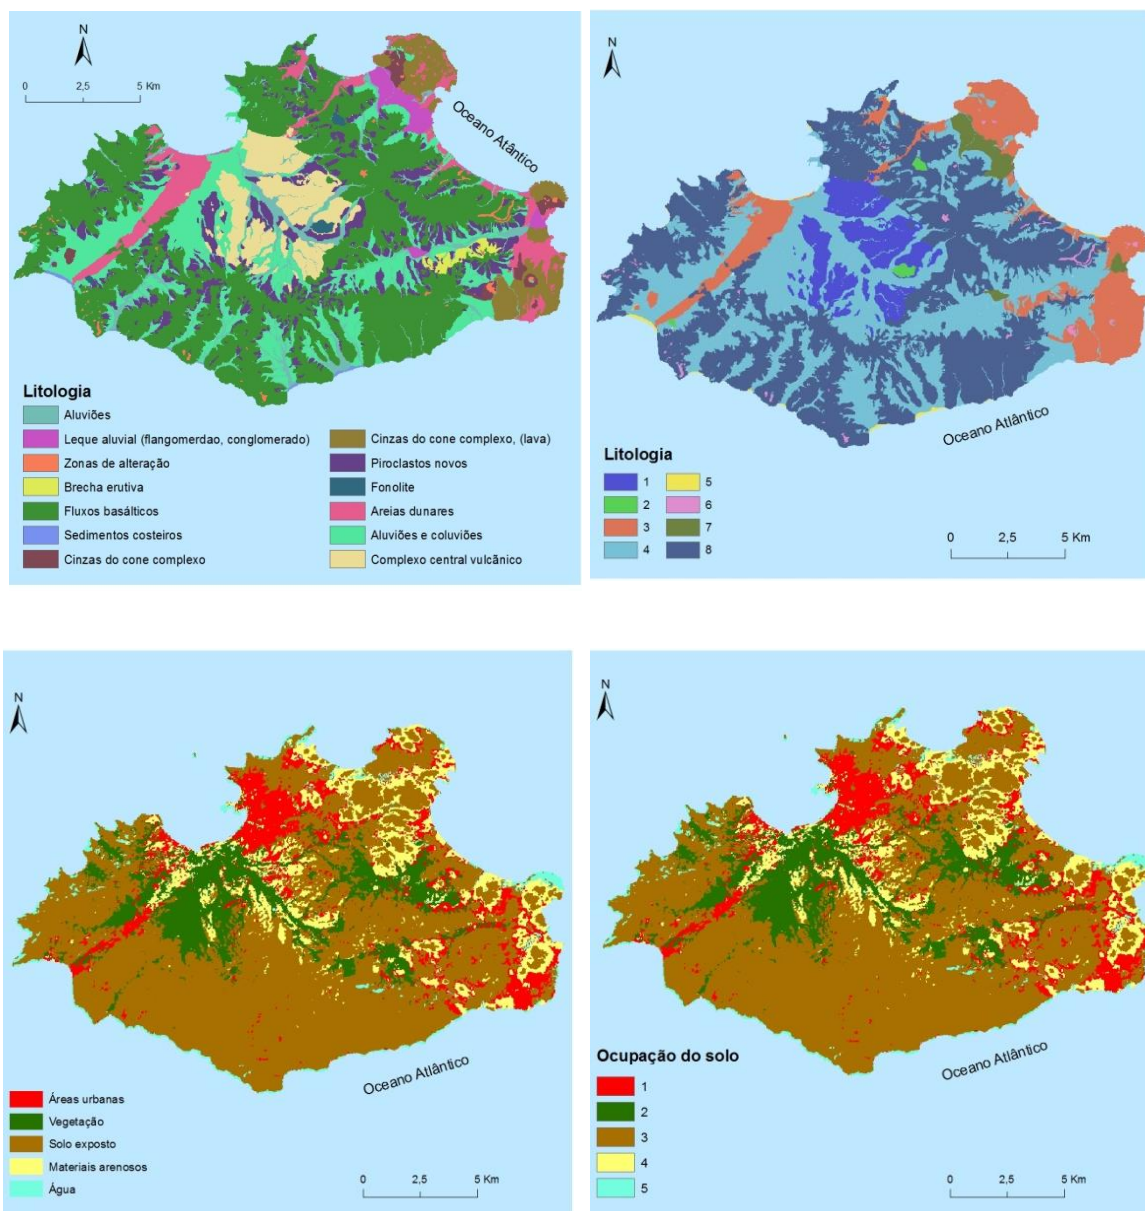 N
0 2,5 5 Km
Oceano Atântico
Litologia
Aluviões
Leque aluvial (flangomerdao, conglomerado)
Zonas de alteração
Brecha erutiva
Fluxos basálticos
Sedimentos costeiros
Cinzas do cone complexo
Cinzas do cone complexo, (lava)
Piroclastos novos
Fonolite
Areias dunares
Aluviões e coluviões
Complexo central vulcãnico
N
Oceano Atlântico
Litologia
1
2
3
4
5
6
7
8
0 2,5 5 Km
N
Oceano Atlântico
Áreas urbanas
Vegetação
Solo exposto
Materiais arenosos
Água
0 2,5 5 Km
N
Oceano Atlântico
Ocupação do solo
1
2
3
4
5
0 2,5 5 Km